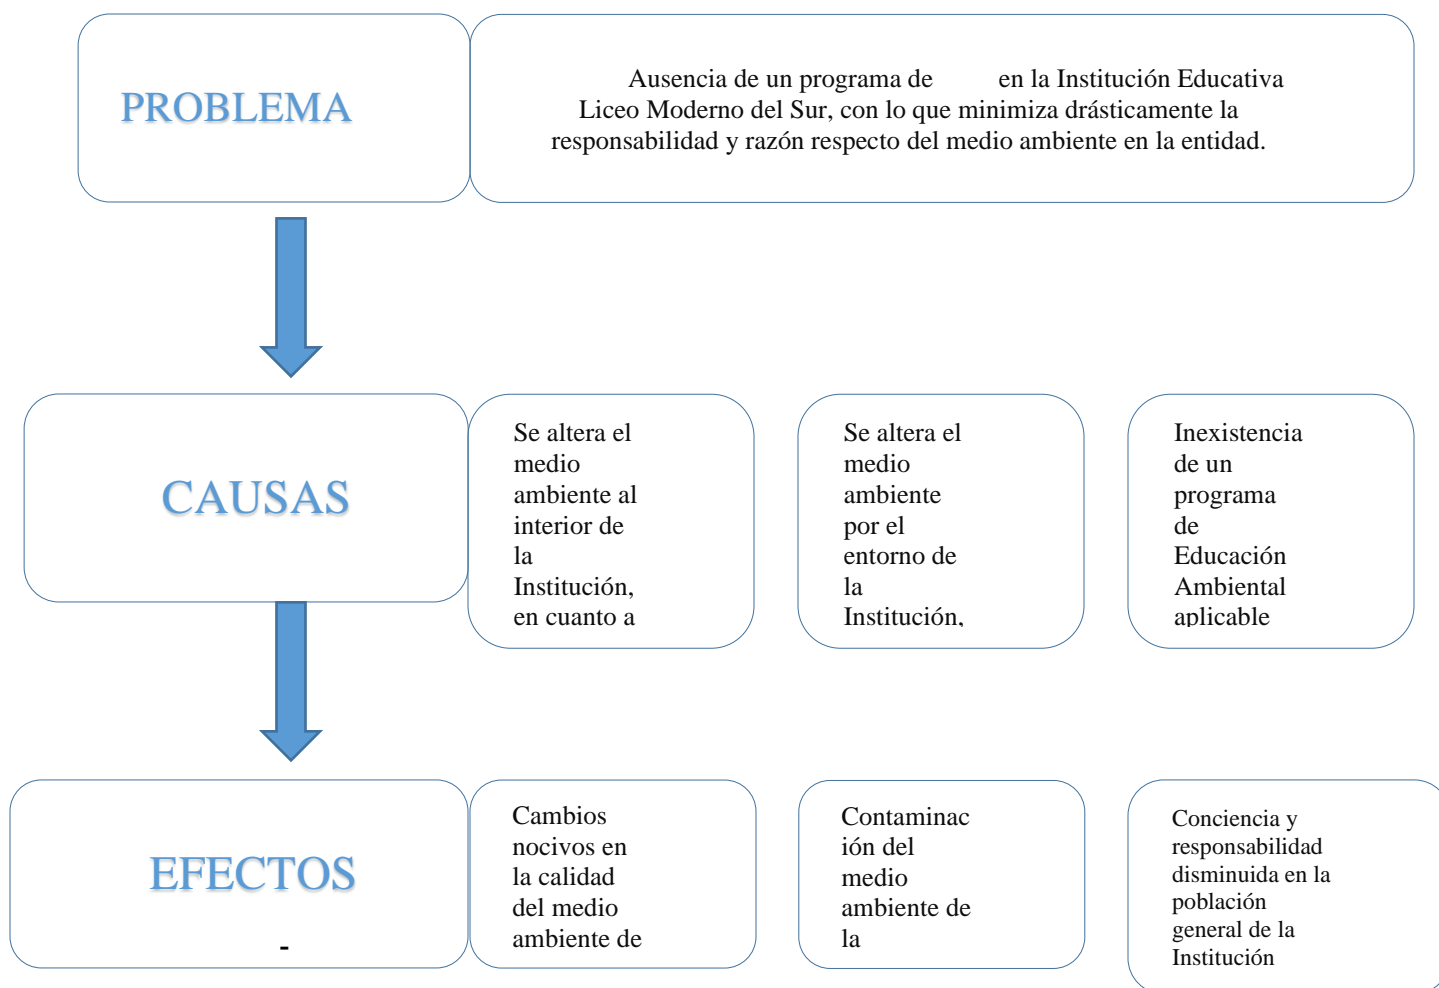 PROBLEMA
Ausencia de un programa de en la Institución Educativa
Liceo Moderno del Sur, con lo que minimiza drásticamente la
responsabilidad y razón respecto del medio ambiente en la entidad.
CAUSAS
Se altera el
medio
ambiente al
interior de
la
Institución,
en cuanto a
Se altera el
medio
ambiente
por el
entorno de
la
Institución,
Inexistencia
de un
programa
de
Educación
Ambiental
aplicable
EFECTOS
-
Cambios
nocivos en
la calidad
del medio
ambiente de
Contaminac
ión del
medio
ambiente de
la
Conciencia y
responsabilidad
disminuida en la
población
general de la
Institución